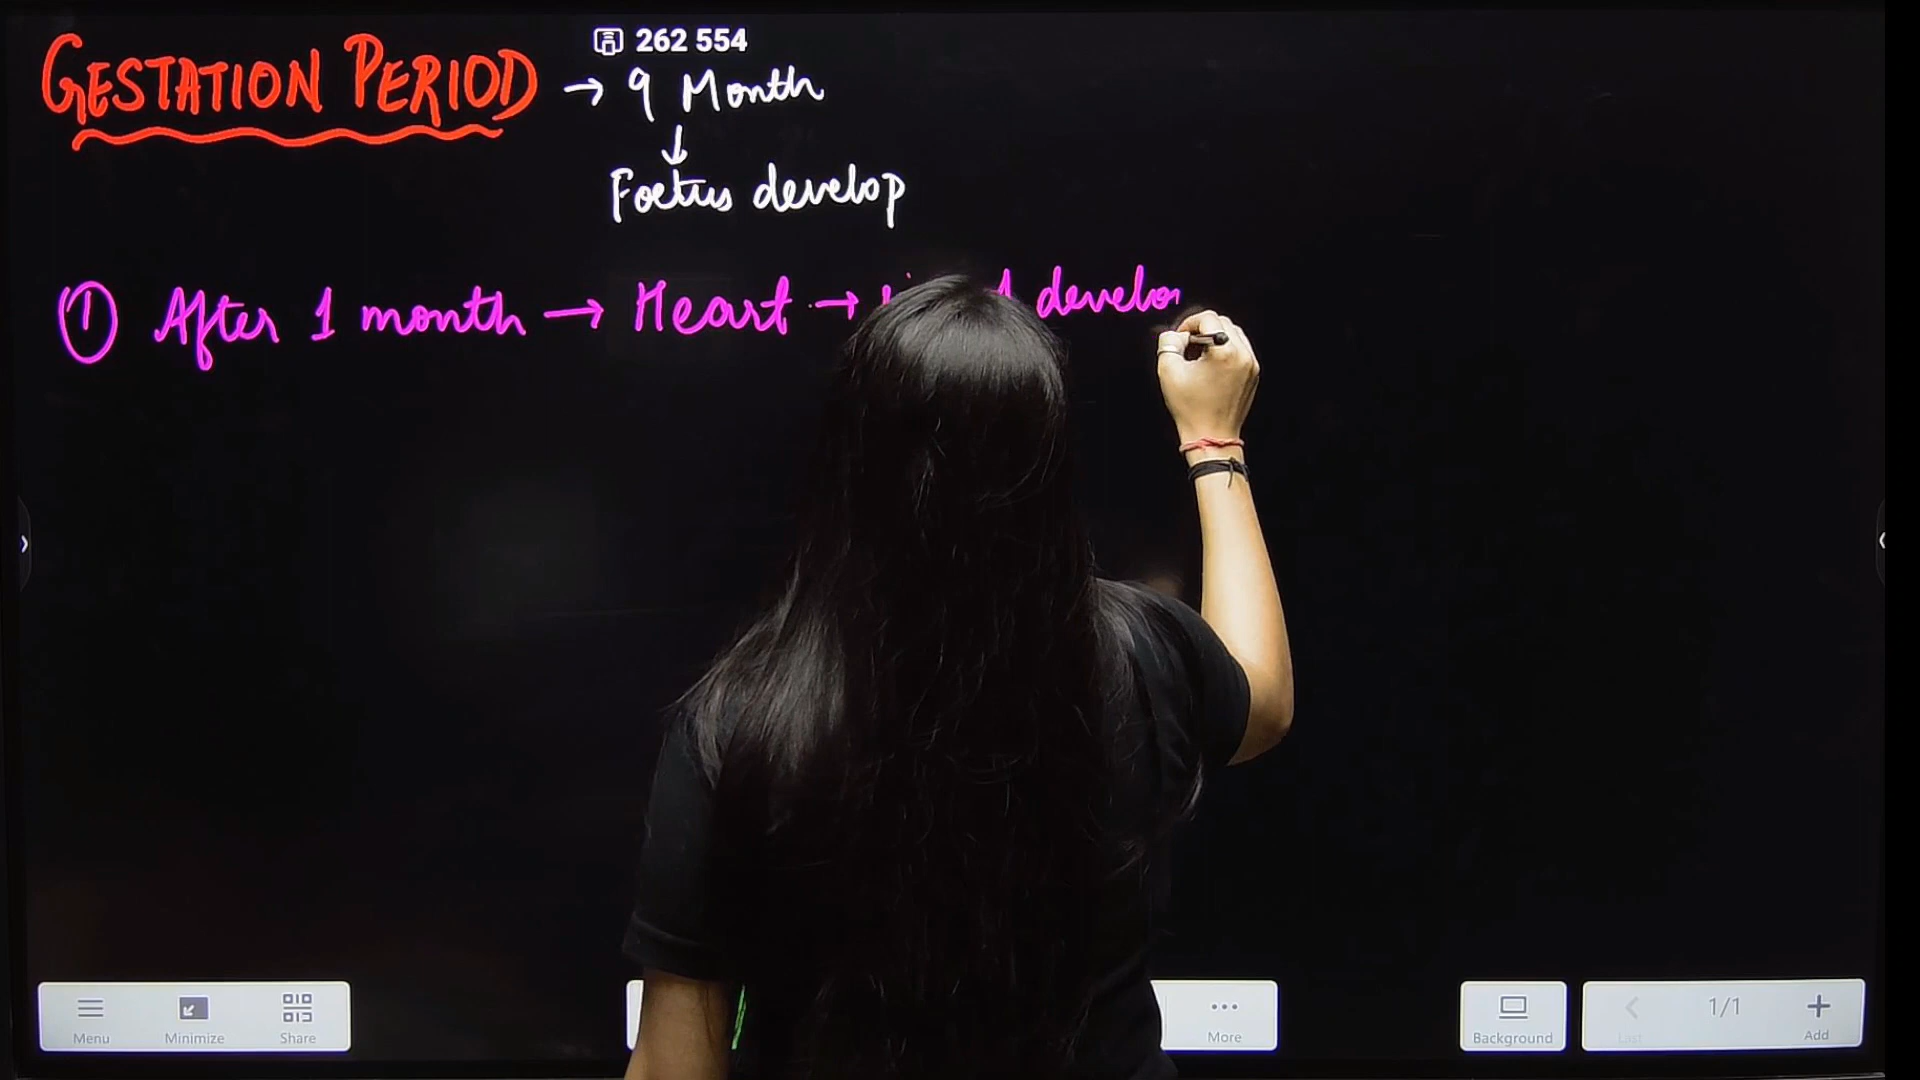 262 554
GESTATION PERIOD → 9 Month
↓
Foetus develop
① After 1 month → Heart → develo
Menu
Minimize
Share
More
Background
Last
1/1
Add